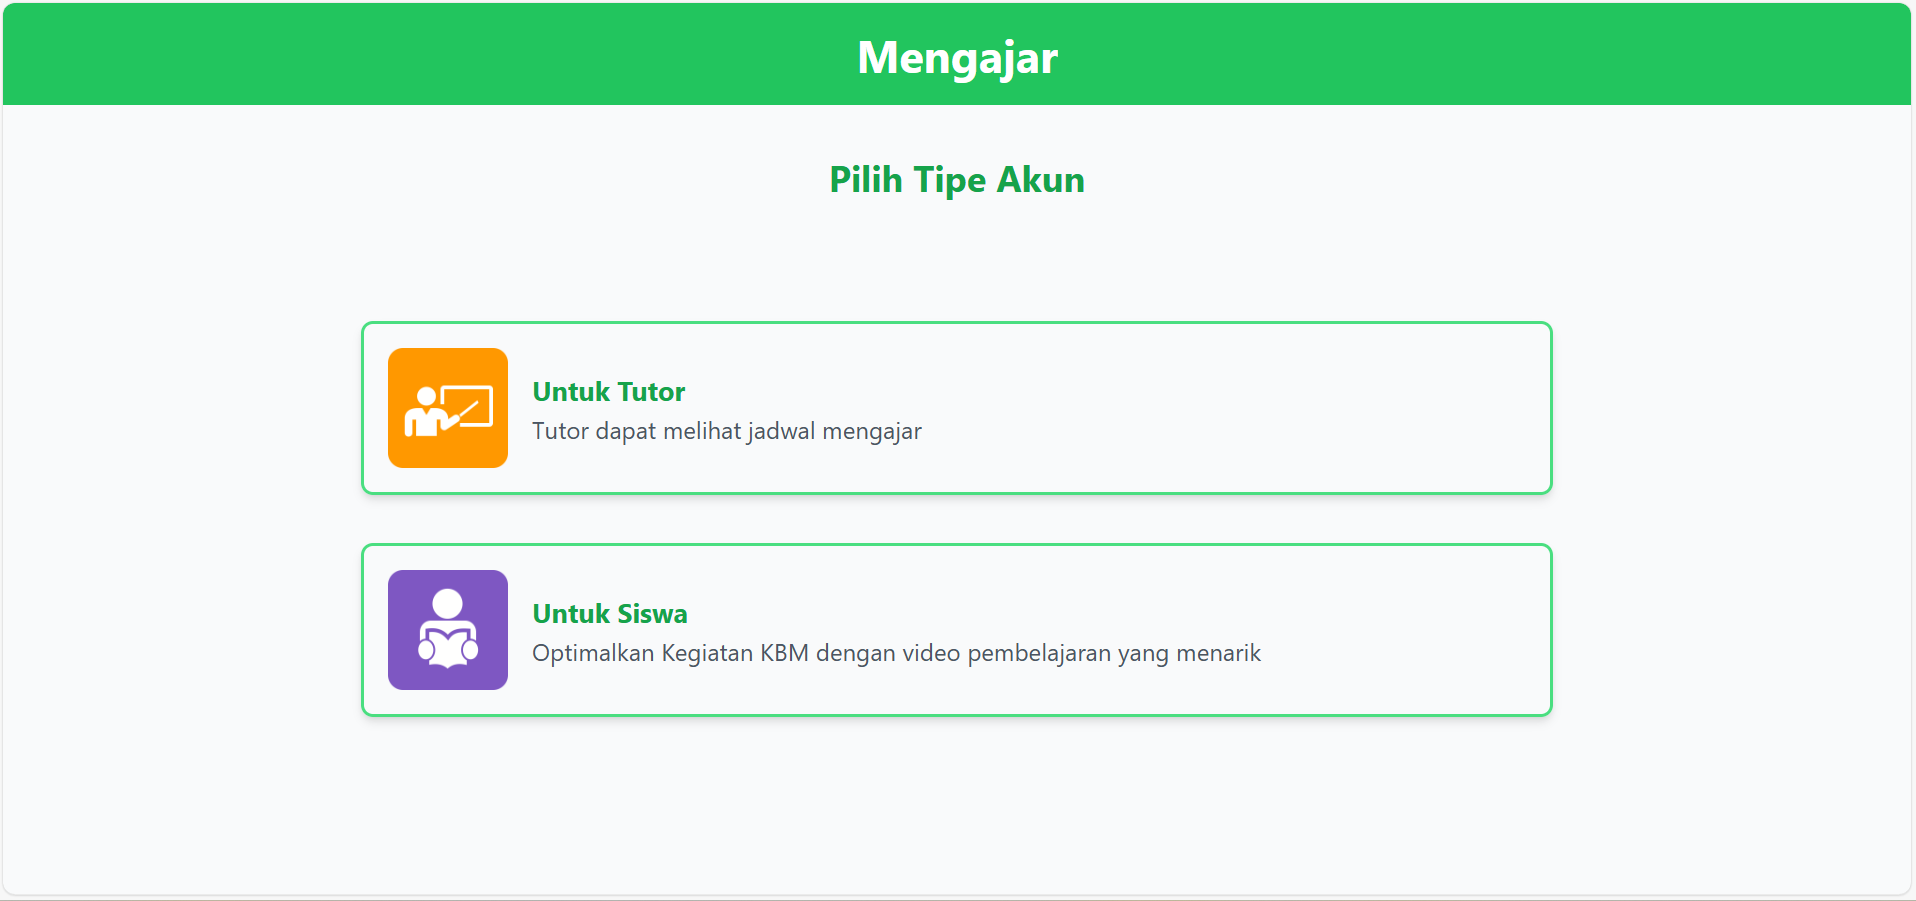 Mengajar
Pilih Tipe Akun
Untuk Tutor
Tutor dapat melihat jadwal mengajar
Untuk Siswa
Optimalkan Kegiatan KBM dengan video pembelajaran yang menarik